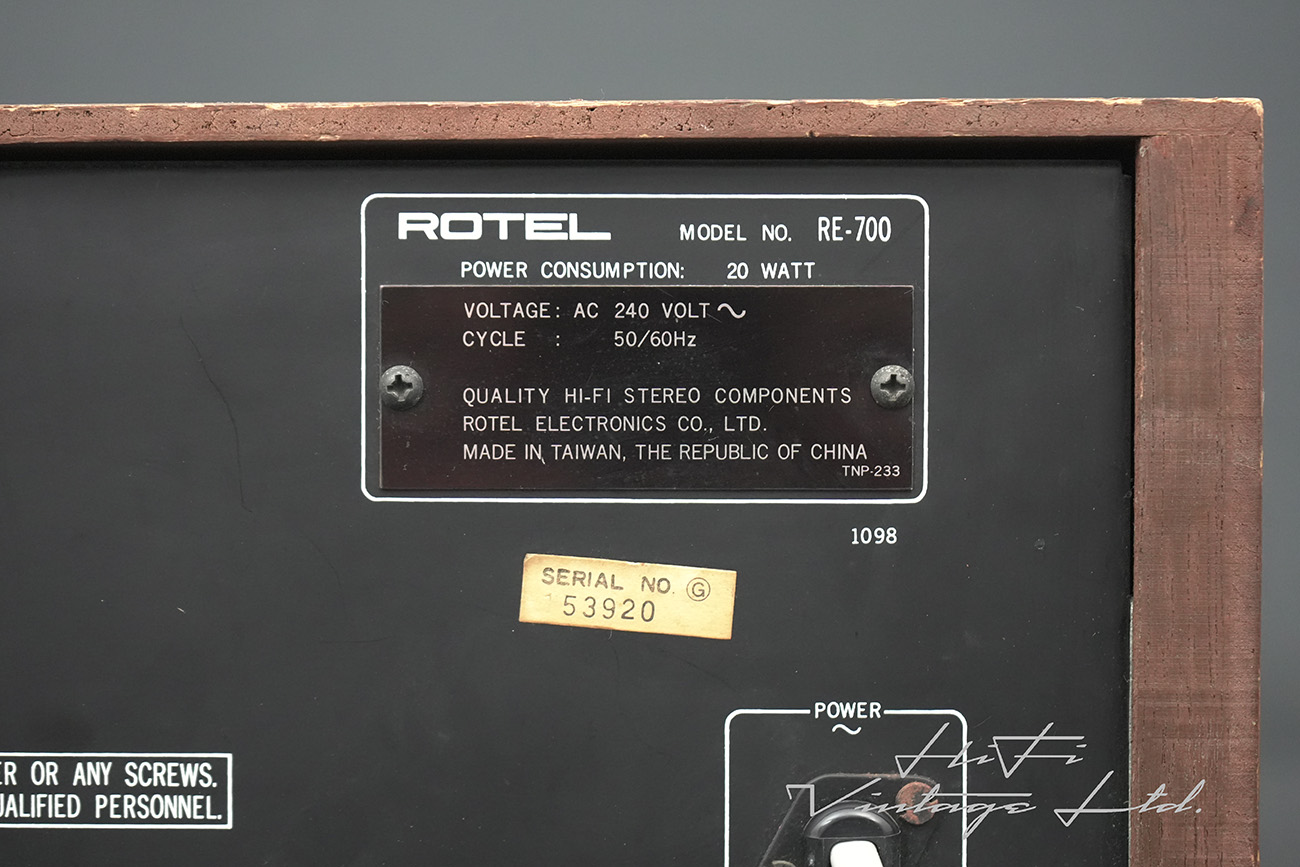 ROTEL MODEL NO. RE-700
POWER CONSUMPTION: 20 WATT
VOLTAGE: AC 240 VOLT ~
CYCLE : 50/60Hz
QUALITY HI-FI STEREO COMPONENTS
ROTEL ELECTRONICS CO., LTD.
MADE IN TAIWAN, THE REPUBLIC OF CHINA
TNP-233
1098
SERIAL NO. G
53920
POWER
~
ER OR ANY SCREWS.
UALIFIED PERSONNEL.
HiFi
Vintage Ltd.